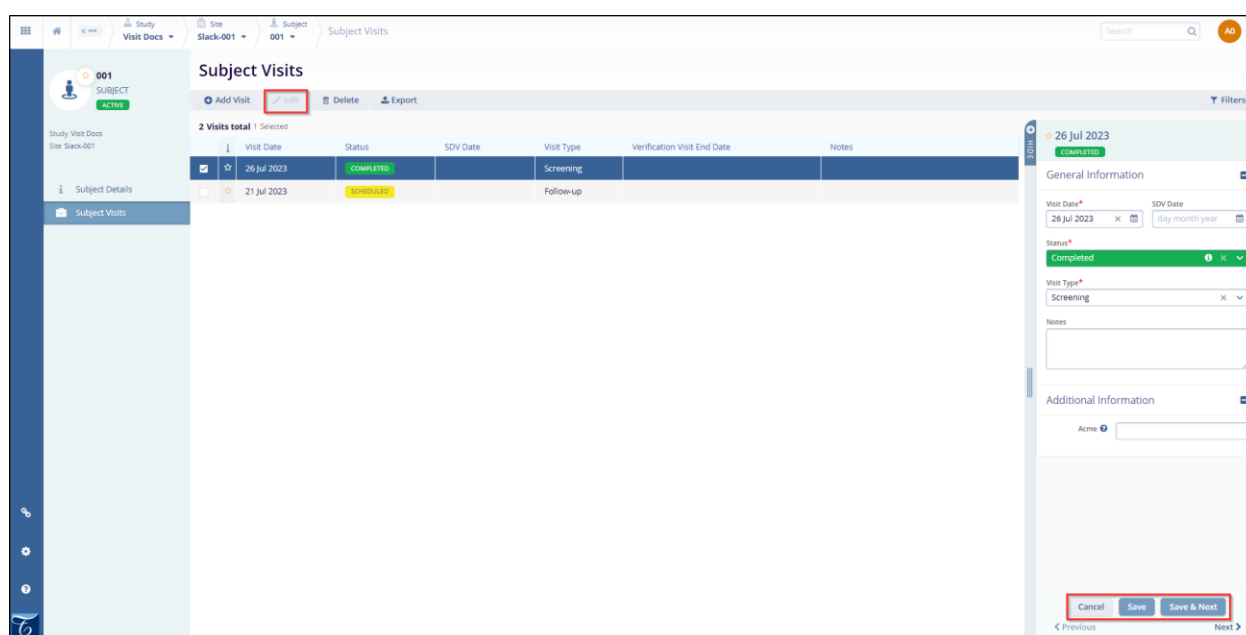 Study
Visit Docs
Site
Slack-001
Subject
001
Subject Visits
Search
AO
001
SUBJECT
ACTIVE
Study Visit Docs
Site Slack-001
Subject Details
Subject Visits
Subject Visits
Add Visit Edit Delete Export Filters
2 Visits total 1 Selected
Visit Date Status SDV Date Visit Type Verification Visit End Date Notes
26 Jul 2023 COMPLETED Screening
21 Jul 2023 SCHEDULED Follow-up
HIDE
26 Jul 2023
COMPLETED
General Information
Visit Date* SDV Date
26 Jul 2023 day month year
Status*
Completed
Visit Type*
Screening
Notes
Additional Information
Acme
Cancel Save Save & Next
Previous Next